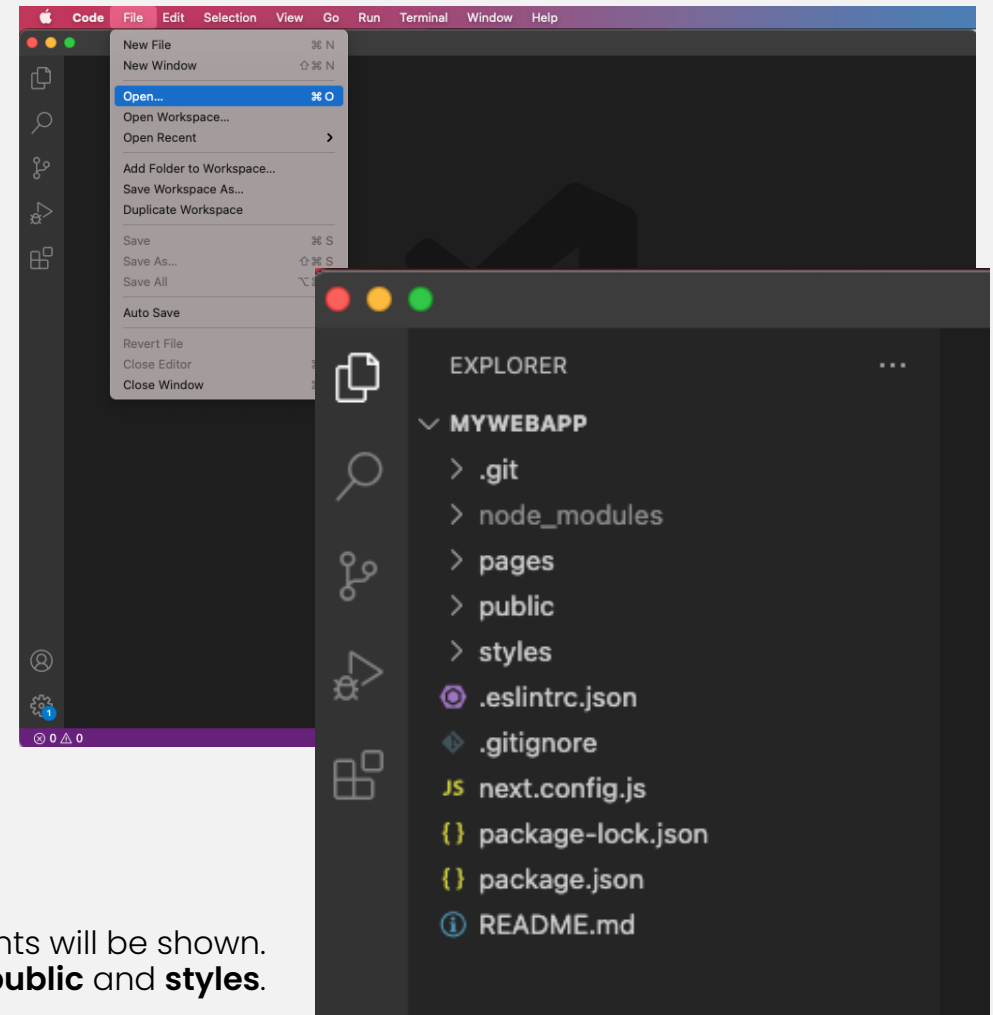 Code File Edit Selection View Go Run Terminal Window Help
New File ⌘ N
New Window ⇧ ⌘ N
Open... ⌘ O
Open Workspace...
Open Recent
Add Folder to Workspace...
Save Workspace As...
Duplicate Workspace
Save ⌘ S
Save As... ⇧ ⌘ S
Save All
Auto Save
Revert File
Close Editor
Close Window
1
0 0
EXPLORER ...
MYWEBAPP
.git
node_modules
pages
public
styles
.eslintrc.json
.gitignore
JS next.config.js
{} package-lock.json
{} package.json
README.md
will be shown.
public and styles.